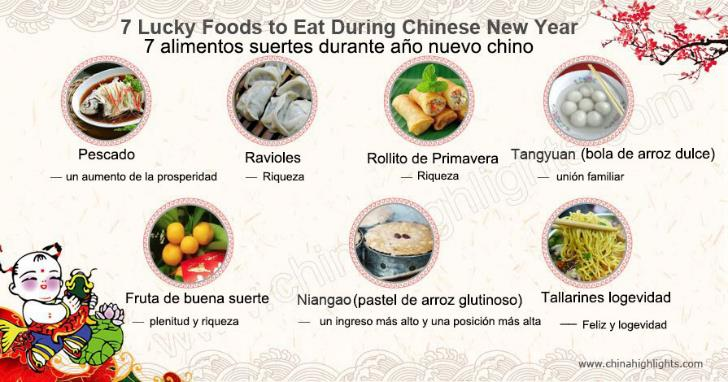 7 Lucky Foods to Eat During Chinese New Year
7 alimentos suertes durante año nuevo chino
Pescado
— un aumento de la prosperidad
Ravioles
— Riqueza
Rollito de Primavera
— Riqueza
Tangyuan (bola de arroz dulce)
— unión familiar
Fruta de buena suerte
— plenitud y riqueza
Niangao (pastel de arroz glutinoso)
— un ingreso más alto y una posición más alta
Tallarines logevidad
— Feliz y logevidad
www.chinahighlights.com
www.chinahighlights.com